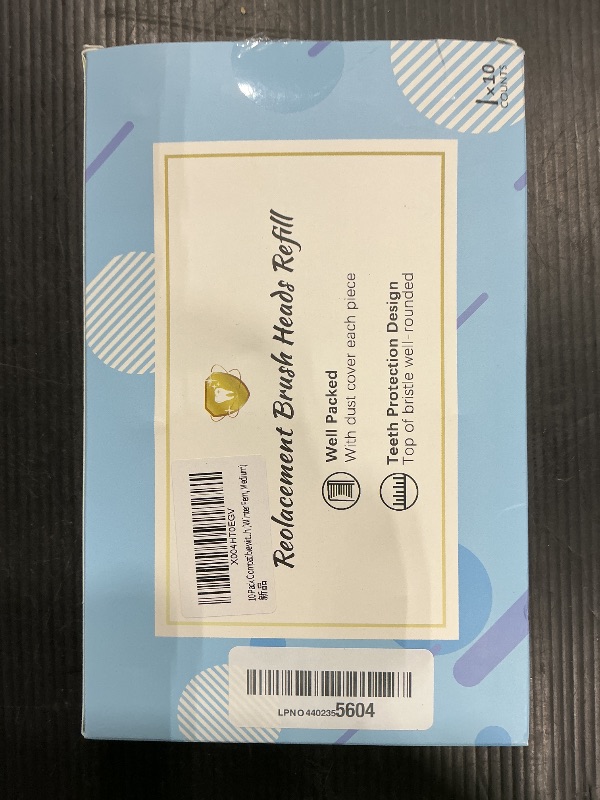 ×10
COUNTS
Reolacement Brush Heads Refill
Well Packed
With dust cover each piece
Teeth Protection Design
Top of bristle well-rounded
X004HT0EGV
新品
LPNO4402355604